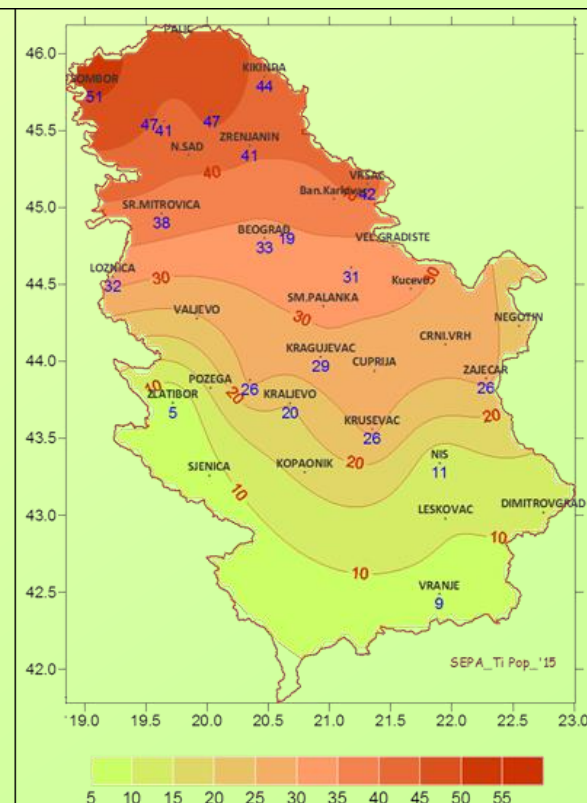 46.0
45.5
45.0
44.5
44.0
43.5
43.0
42.5
42.0
PALIC
SOMBOR
51
KIKINDA
44
47
41
47
N.SAD
ZRENJANIN
41
40
VRSAC
Ban.Karlovac
42
SR.MITROVICA
38
BEOGRAD
19
33
VEL.GRADISTE
LOZNICA
32
30
31
Kucevo
30
SM.PALANKA
VALJEVO
30
NEGOTIN
CRNI.VRH
KRAGUJEVAC
29
CUPRIJA
ZAJECAR
26
10
POZEGA
ZLATIBOR
5
20
26
KRALJEVO
20
KRUSEVAC
26
20
20
NIS
11
SJENICA
KOPAONIK
10
LESKOVAC
DIMITROVGRAD
10
10
VRANJE
9
SEPA_Ti Pop_'15
19.0 19.5 20.0 20.5 21.0 21.5 22.0 22.5 23.0
5 10 15 20 25 30 35 40 45 50 55